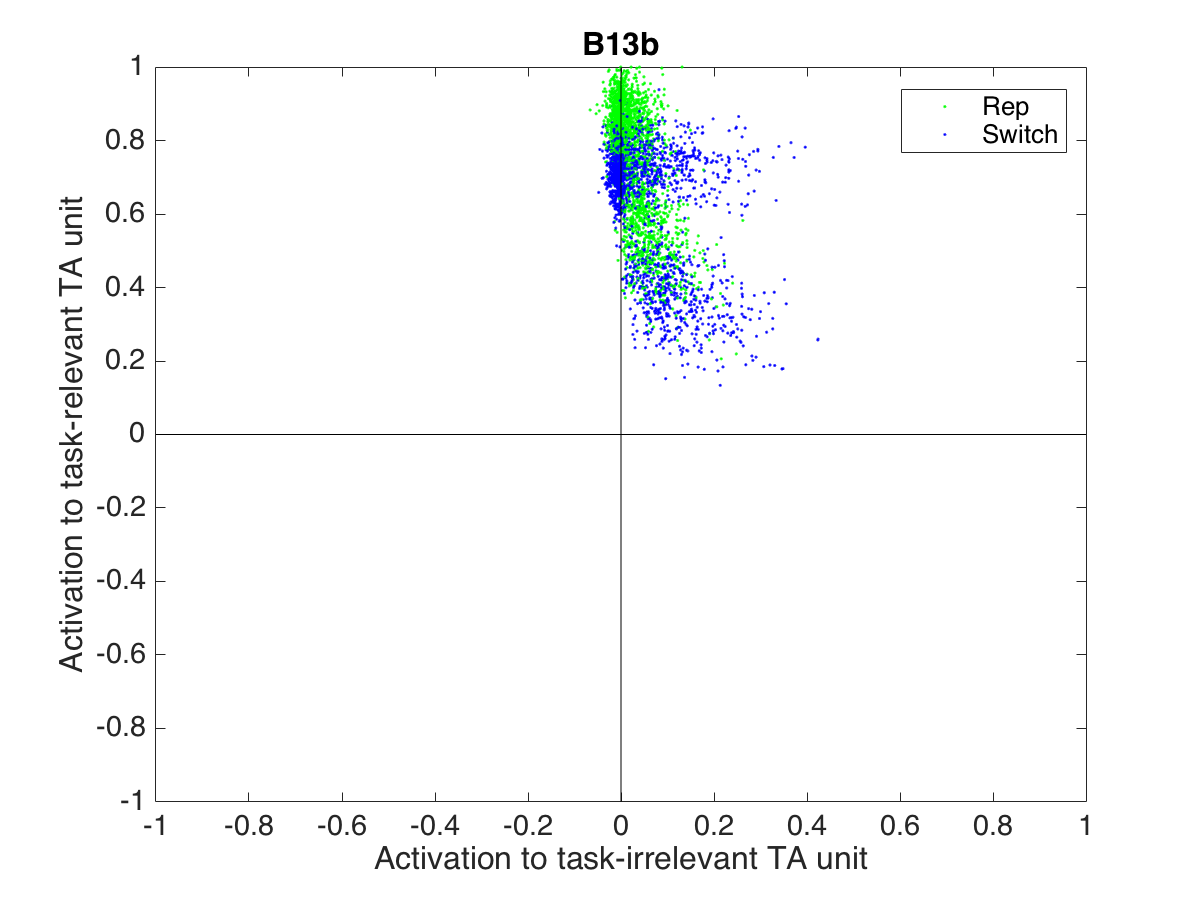 B13b
1
0.8
0.6
0.4
0.2
0
-0.2
-0.4
-0.6
-0.8
-1
Activation to task-relevant TA unit
Rep
Switch
-1 -0.8 -0.6 -0.4 -0.2 0 0.2 0.4 0.6 0.8 1
Activation to task-irrelevant TA unit